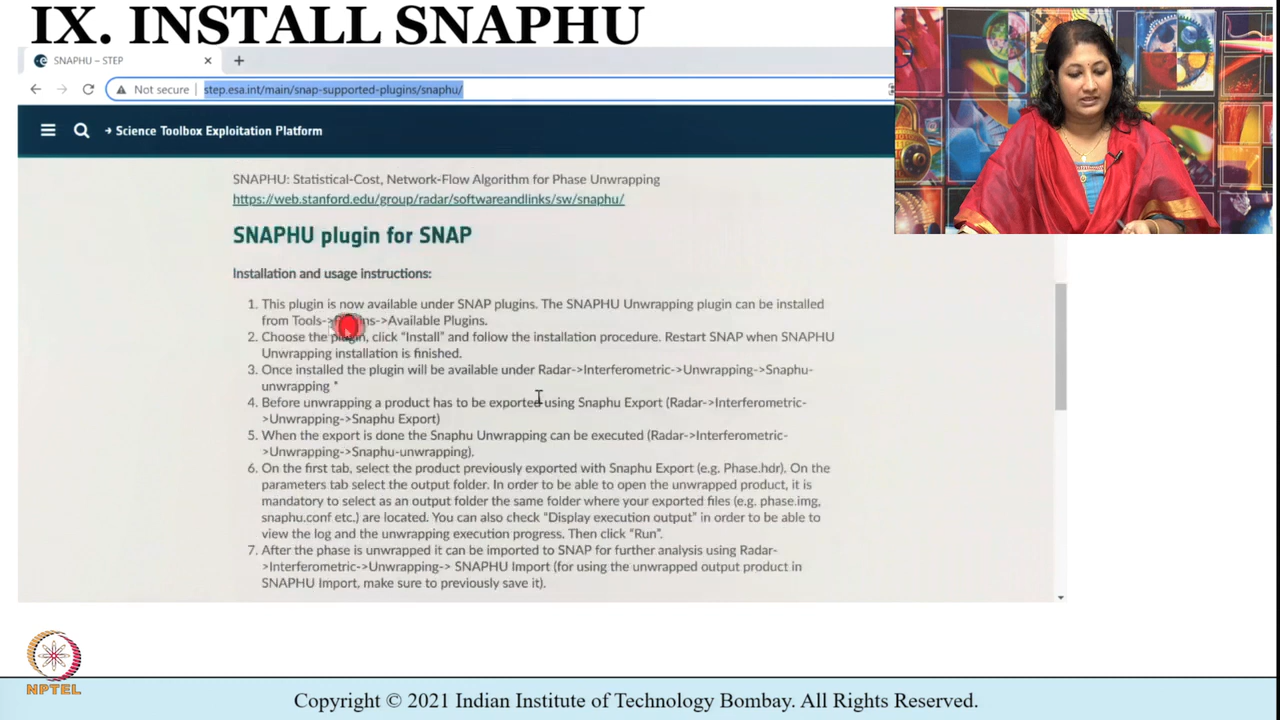 IX. INSTALL SNAPHU
SNAPHU – STEP
Not secure
step.esa.int/main/snap-supported-plugins/snaphu/
Science Toolbox Exploitation Platform
SNAPHU: Statistical-Cost, Network-Flow Algorithm for Phase Unwrapping
https://web.stanford.edu/group/radar/softwareandlinks/sw/snaphu/
SNAPHU plugin for SNAP
Installation and usage instructions:
1. This plugin is now available under SNAP plugins. The SNAPHU Unwrapping plugin can be installed
from Tools->Plugins->Available Plugins.
2. Choose the plugin, click “Install” and follow the installation procedure. Restart SNAP when SNAPHU
Unwrapping installation is finished.
3. Once installed the plugin will be available under Radar->Interferometric->Unwrapping->Snaphu-
unwrapping *
4. Before unwrapping a product has to be exported using Snaphu Export (Radar->Interferometric-
>Unwrapping->Snaphu Export)
5. When the export is done the Snaphu Unwrapping can be executed (Radar->Interferometric-
>Unwrapping->Snaphu-unwrapping).
6. On the first tab, select the product previously exported with Snaphu Export (e.g. Phase.hdr). On the
parameters tab select the output folder. In order to be able to open the unwrapped product, it is
mandatory to select as an output folder the same folder where your exported files (e.g. phase.img,
snaphu.conf etc.) are located. You can also check “Display execution output” in order to be able to
view the log and the unwrapping execution progress. Then click “Run”.
7. After the phase is unwrapped it can be imported to SNAP for further analysis using Radar-
>Interferometric->Unwrapping-> SNAPHU Import (for using the unwrapped output product in
SNAPHU Import, make sure to previously save it).
NPTEL
Copyright © 2021 Indian Institute of Technology Bombay. All Rights Reserved.